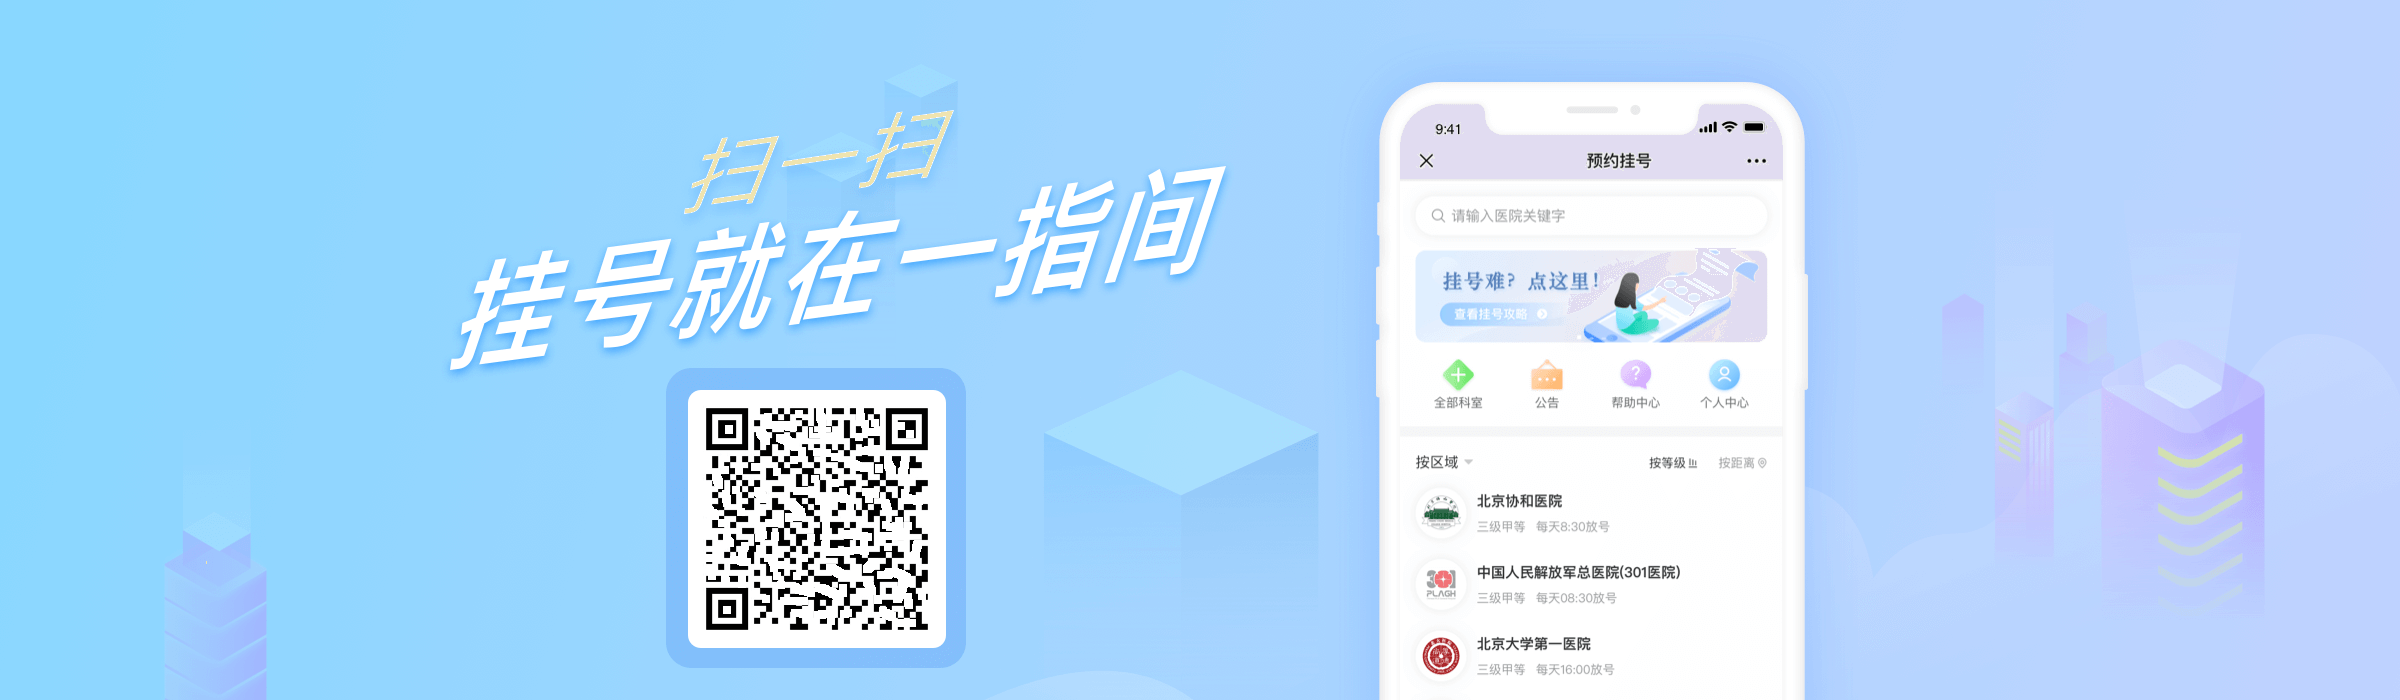 扫一扫
挂号就在一指间
9:41
预约挂号
请输入医院关键字
挂号难？点这里！
查看挂号攻略
全部科室 公告 帮助中心 个人中心
按区域 按等级 按距离
北京协和医院
三级甲等 每天8:30放号
中国人民解放军总医院(301医院)
301
PLAGH
三级甲等 每天08:30放号
北京大学第一医院
三级甲等 每天16:00放号